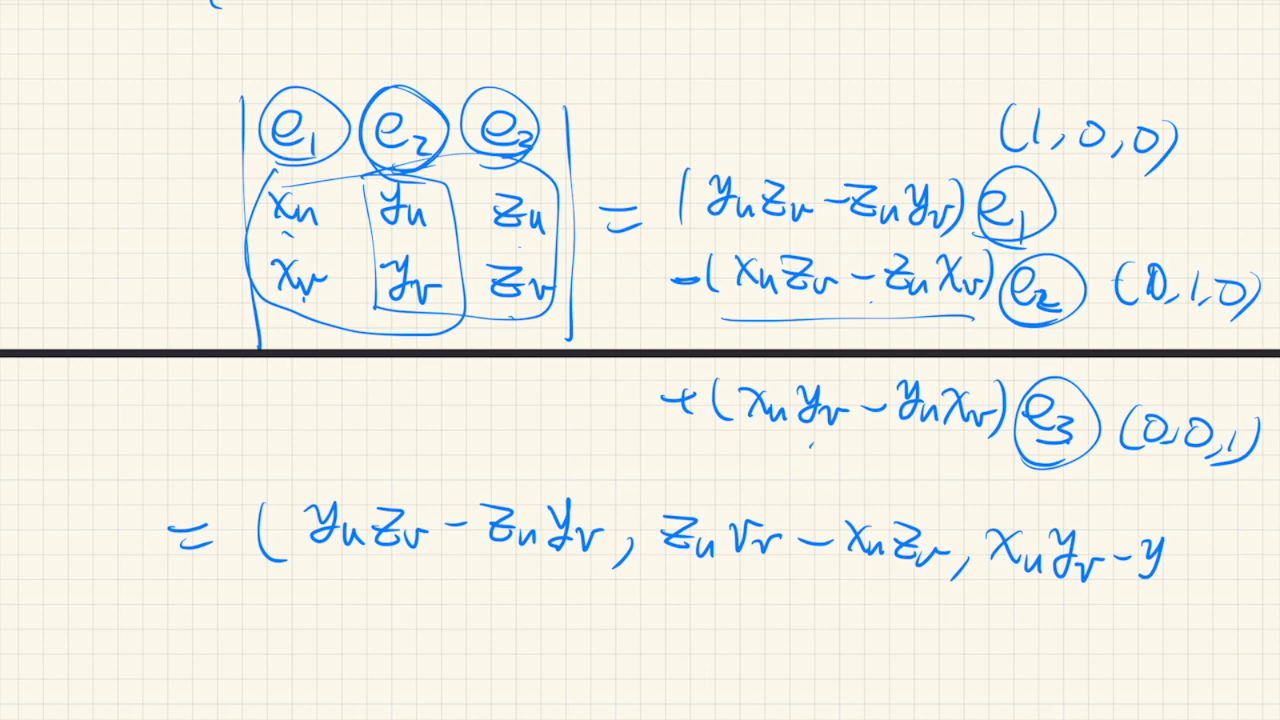 | e₁ e₂ e₃ | (1,0,0)
| xᵤ yᵤ zᵤ | = (yᵤzᵥ - zᵤyᵥ) e₁
| xᵥ yᵥ zᵥ | -(xᵤzᵥ - zᵤxᵥ) e₂ (0,1,0)
+(xᵤyᵥ - yᵤxᵥ) e₃ (0,0,1)
= ( yᵤzᵥ - zᵤyᵥ, zᵤvᵥ - xᵤzᵥ, xᵤyᵥ - y